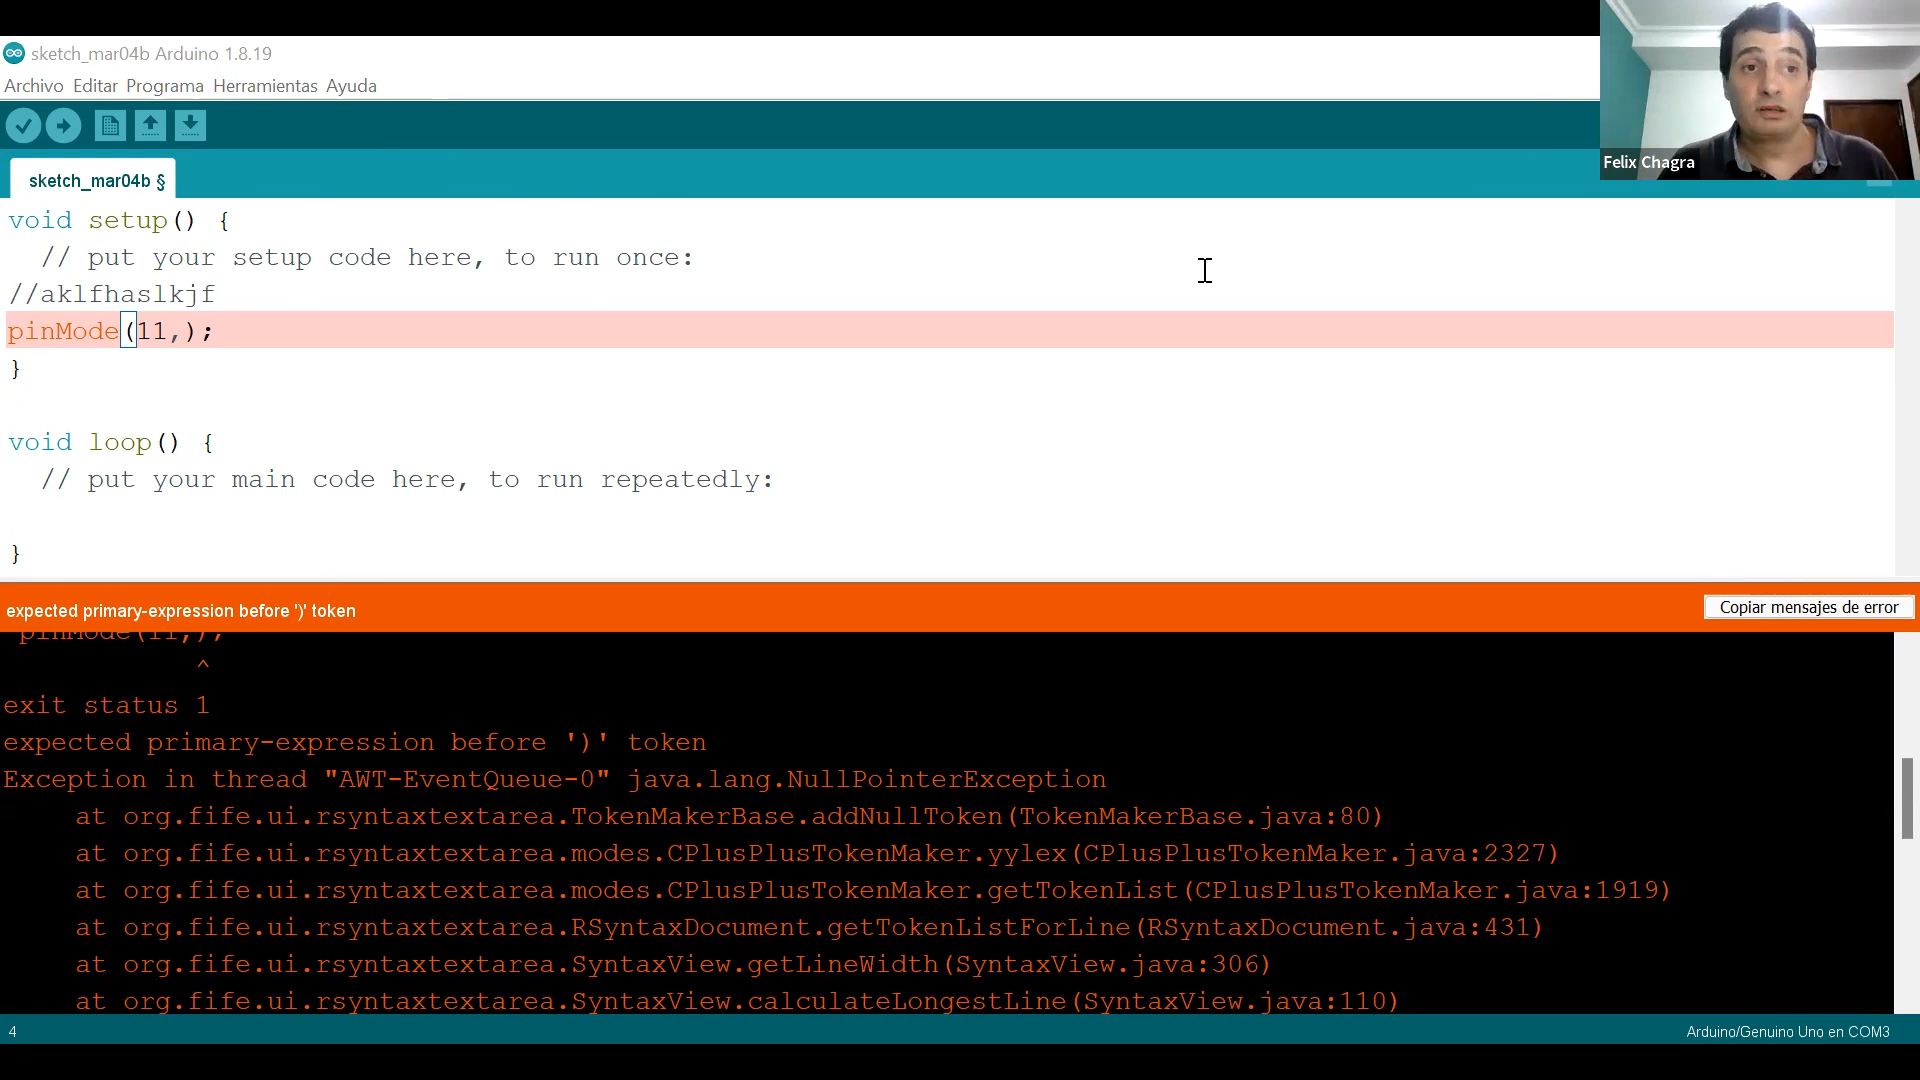 sketch_mar04b Arduino 1.8.19
Archivo Editar Programa Herramientas Ayuda
sketch_mar04b §
Felix Chagra
void setup() {
// put your setup code here, to run once:
//aklfhaslkjf
pinMode(11,);
}
void loop() {
// put your main code here, to run repeatedly:
}
expected primary-expression before ')' token
Copiar mensajes de error
pinMode(11,);
^
exit status 1
expected primary-expression before ')' token
Exception in thread "AWT-EventQueue-0" java.lang.NullPointerException
at org.fife.ui.rsyntaxtextarea.TokenMakerBase.addNullToken(TokenMakerBase.java:80)
at org.fife.ui.rsyntaxtextarea.modes.CPlusPlusTokenMaker.yylex(CPlusPlusTokenMaker.java:2327)
at org.fife.ui.rsyntaxtextarea.modes.CPlusPlusTokenMaker.getTokenList(CPlusPlusTokenMaker.java:1919)
at org.fife.ui.rsyntaxtextarea.RSyntaxDocument.getTokenListForLine(RSyntaxDocument.java:431)
at org.fife.ui.rsyntaxtextarea.SyntaxView.getLineWidth(SyntaxView.java:306)
at org.fife.ui.rsyntaxtextarea.SyntaxView.calculateLongestLine(SyntaxView.java:110)
4
Arduino/Genuino Uno en COM3